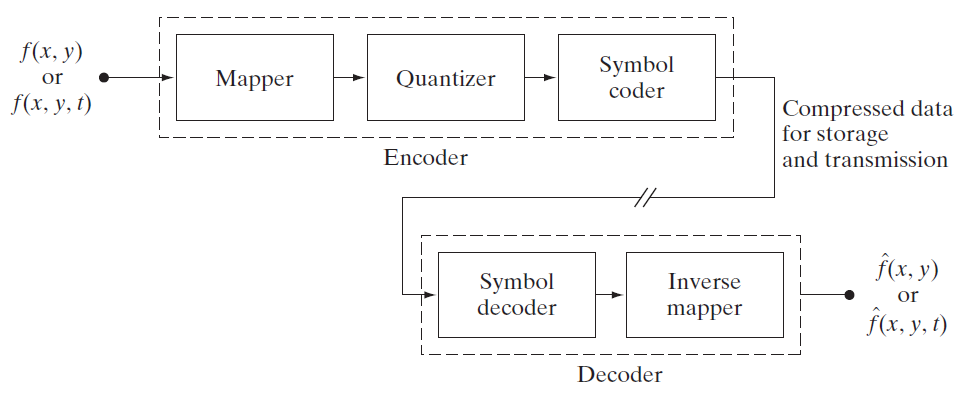 f(x, y)
or
f(x, y, t)
Mapper
Quantizer
Symbol
coder
Encoder
Compressed data
for storage
and transmission
Symbol
decoder
Inverse
mapper
Decoder
f̂(x, y)
or
f̂(x, y, t)